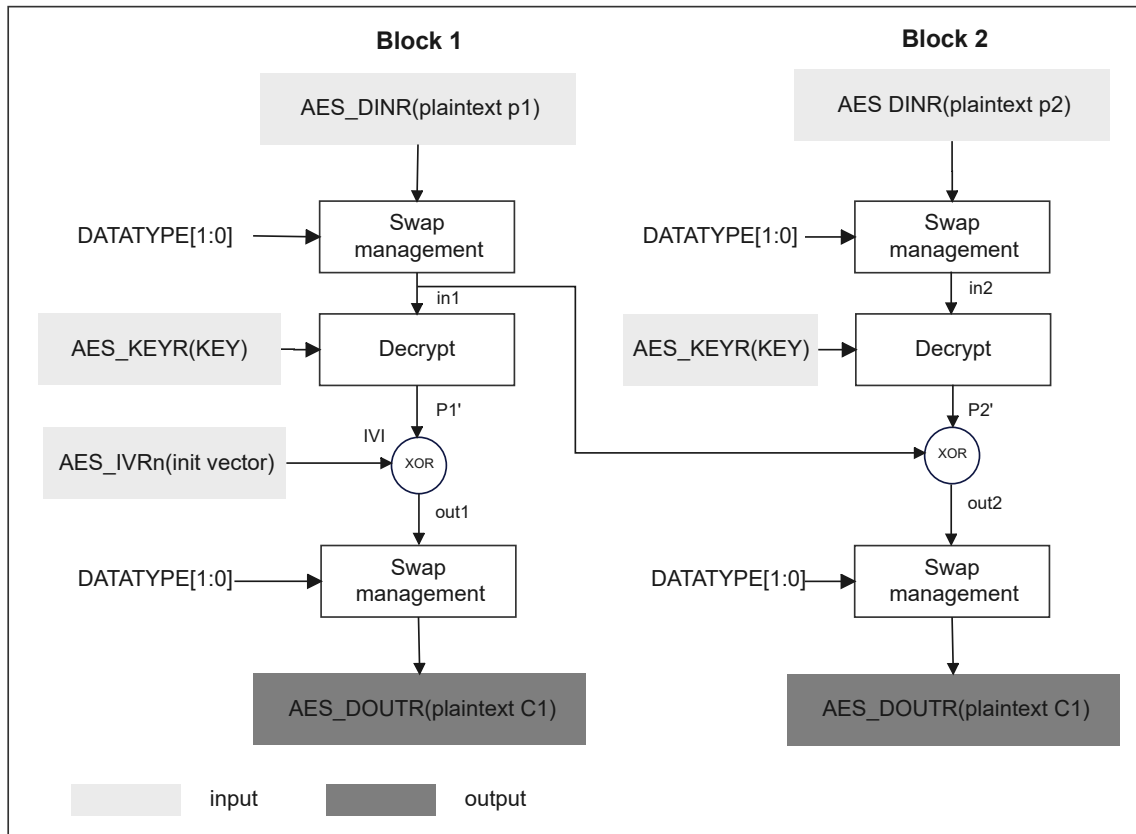 Block 1
Block 2
AES_DINR(plaintext p1)
AES DINR(plaintext p2)
DATATYPE[1:0]
Swap
management
DATATYPE[1:0]
Swap
management
in1
in2
AES_KEYR(KEY)
Decrypt
AES_KEYR(KEY)
Decrypt
P1'
P2'
IVI
AES_IVRn(init vector)
XOR
XOR
out1
out2
DATATYPE[1:0]
Swap
management
DATATYPE[1:0]
Swap
management
AES_DOUTR(plaintext C1)
AES_DOUTR(plaintext C1)
input
output